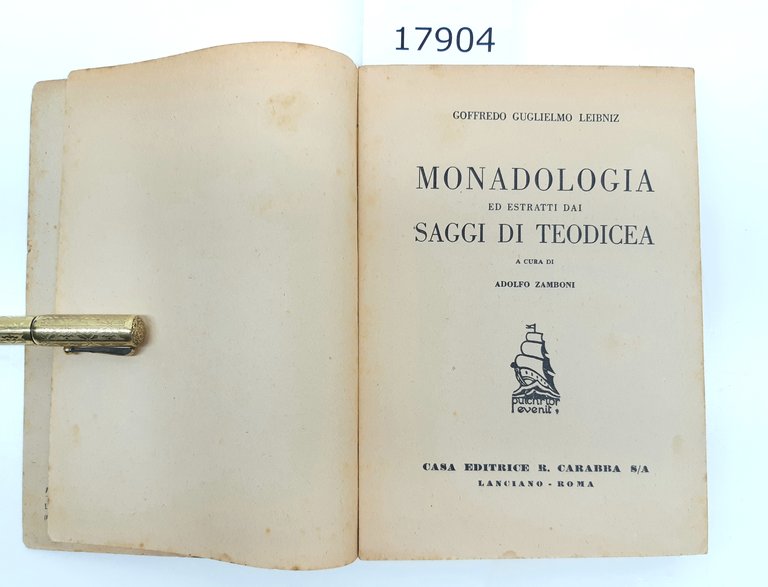 17904
GOFFREDO GUGLIELMO LEIBNIZ
MONADOLOGIA
ED ESTRATTI DAI
SAGGI DI TEODICEA
A CURA DI
ADOLFO ZAMBONI
pulchrior
evenit
CASA EDITRICE R. CARABBA S/A
LANCIANO - ROMA